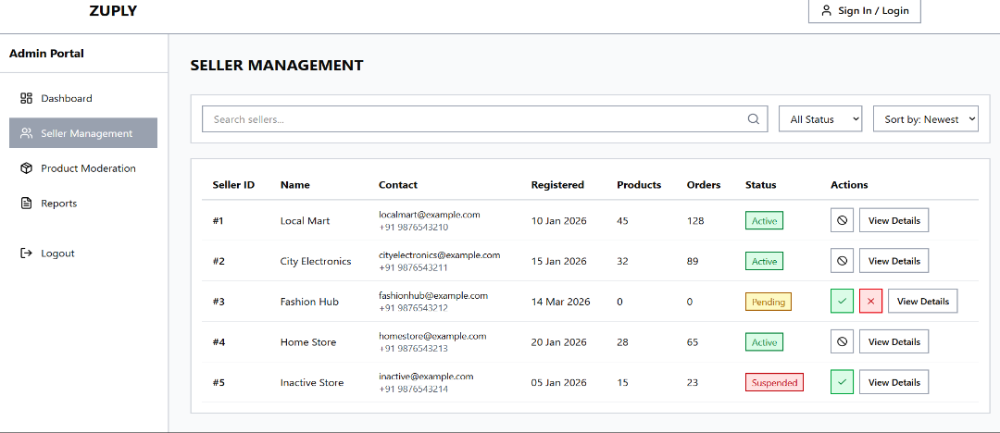 ZUPLY
Sign In / Login
Admin Portal
Dashboard
Seller Management
Product Moderation
Reports
Logout
SELLER MANAGEMENT
Search sellers...
All Status
Sort by: Newest
Seller ID Name Contact Registered Products Orders Status Actions
#1 Local Mart localmart@example.com 10 Jan 2026 45 128 Active View Details
+91 9876543210
#2 City Electronics cityelectronics@example.com 15 Jan 2026 32 89 Active View Details
+91 9876543211
#3 Fashion Hub fashionhub@example.com 14 Mar 2026 0 0 Pending View Details
+91 9876543212
#4 Home Store homestore@example.com 20 Jan 2026 28 65 Active View Details
+91 9876543213
#5 Inactive Store inactive@example.com 05 Jan 2026 15 23 Suspended View Details
+91 9876543214